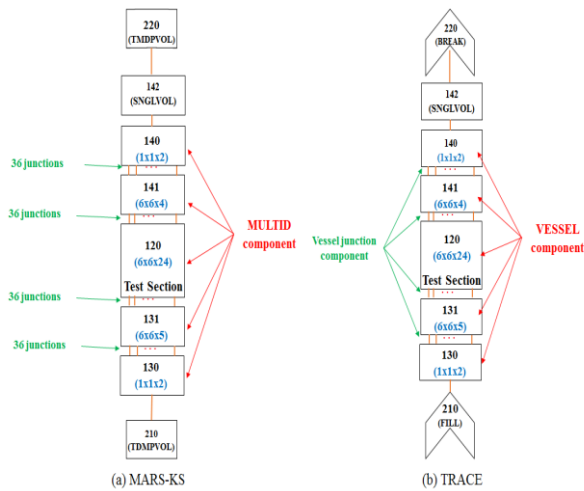 220
(TMDPVOL)
142
(SNGLVOL)
140
(1x1x2)
36 junctions
...
141
(6x6x4)
36 junctions
...
120
(6x6x24)
Test Section
MULTID
component
36 junctions
...
131
(6x6x5)
36 junctions
...
130
(1x1x2)
210
(TDMPVOL)
(a) MARS-KS
220
(BREAK)
142
(SNGLVOL)
140
(1x1x2)
...
141
(6x6x4)
...
120
(6x6x24)
Test Section
Vessel junction
component
VESSEL
component
...
131
(6x6x5)
...
130
(1x1x2)
210
(FILL)
(b) TRACE